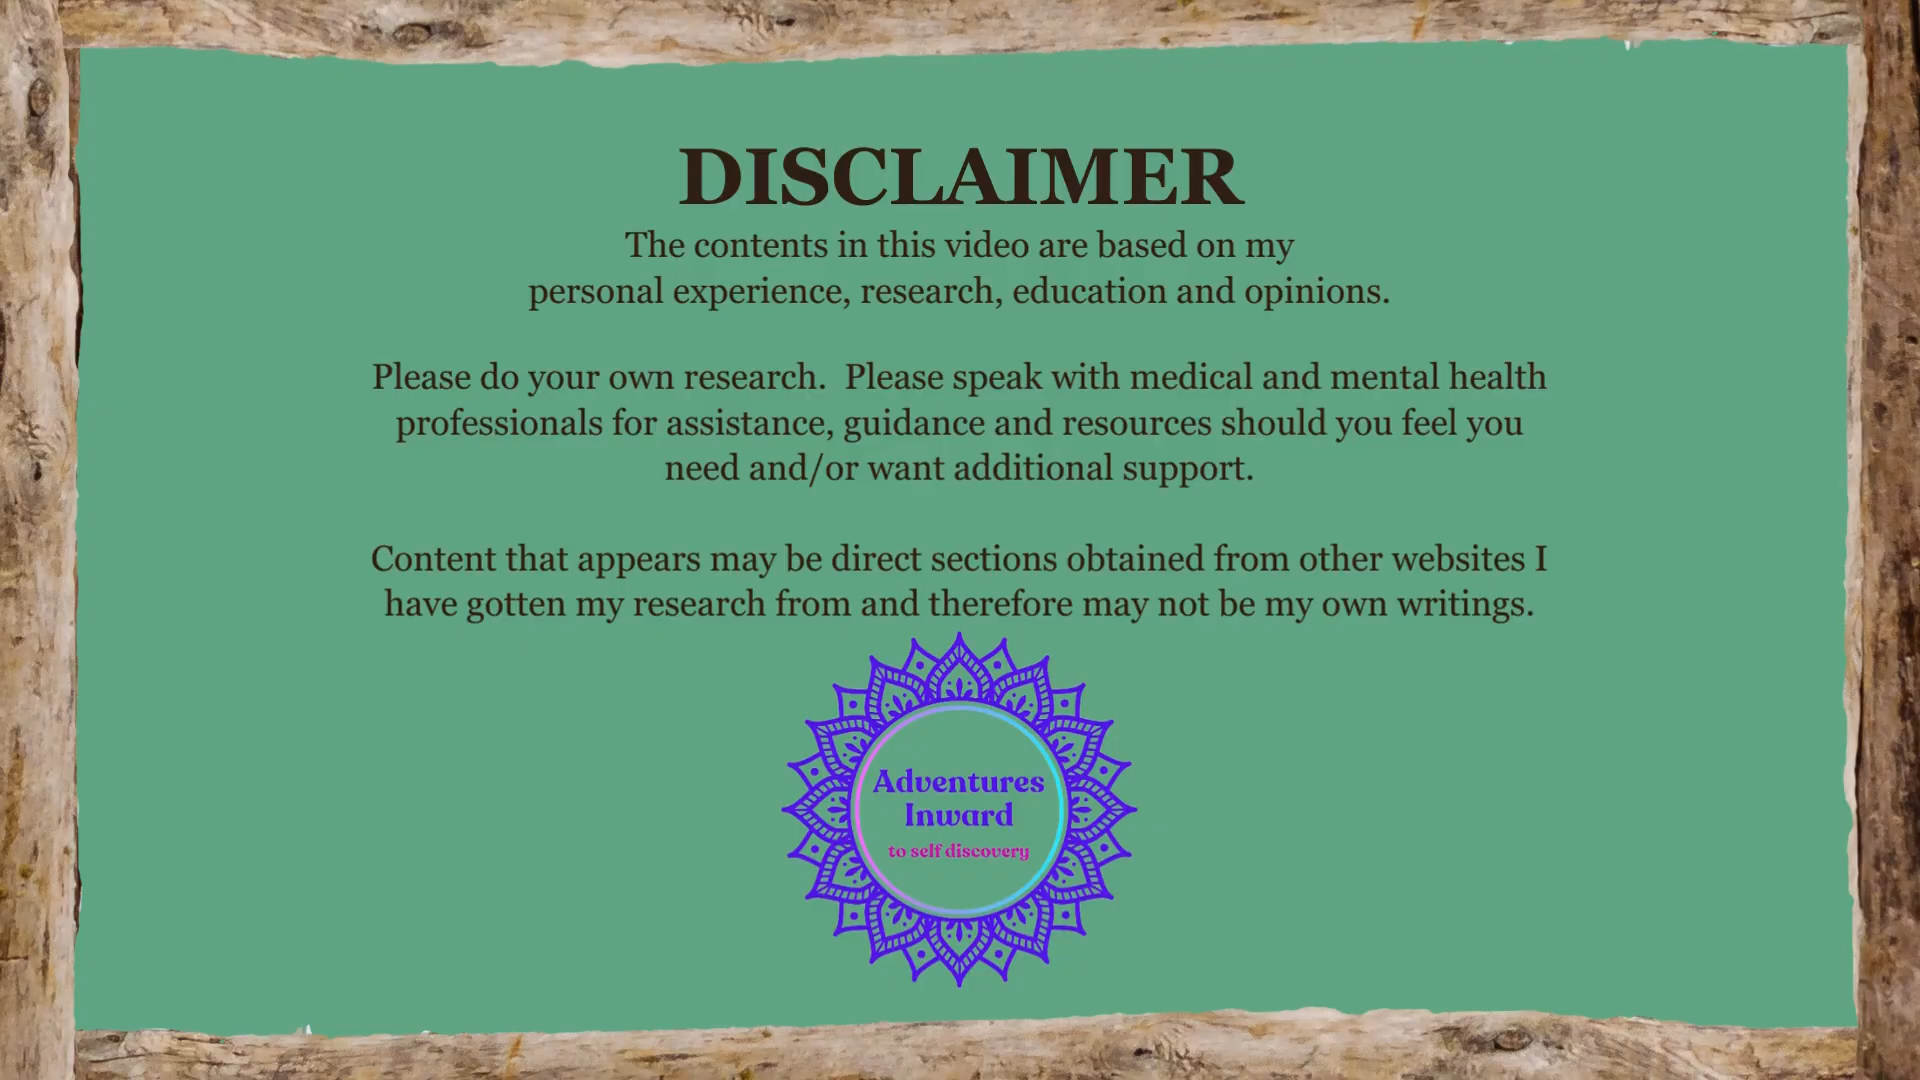 DISCLAIMER
The contents in this video are based on my
personal experience, research, education and opinions.
Please do your own research.  Please speak with medical and mental health
professionals for assistance, guidance and resources should you feel you
need and/or want additional support.
Content that appears may be direct sections obtained from other websites I
have gotten my research from and therefore may not be my own writings.
Adventures
Inward
to self discovery